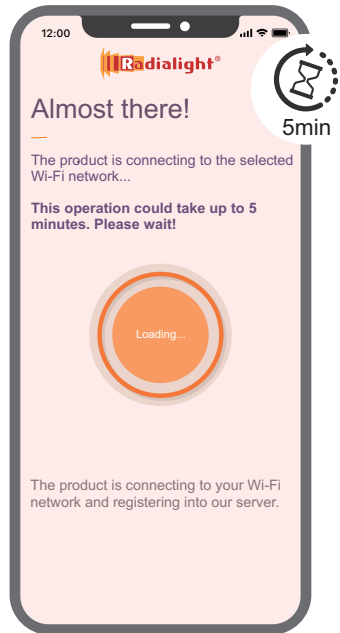 12:00
Radialight®
5min
Almost there!
The product is connecting to the selected
Wi-Fi network...
This operation could take up to 5
minutes. Please wait!
Loading...
The product is connecting to your Wi-Fi
network and registering into our server.